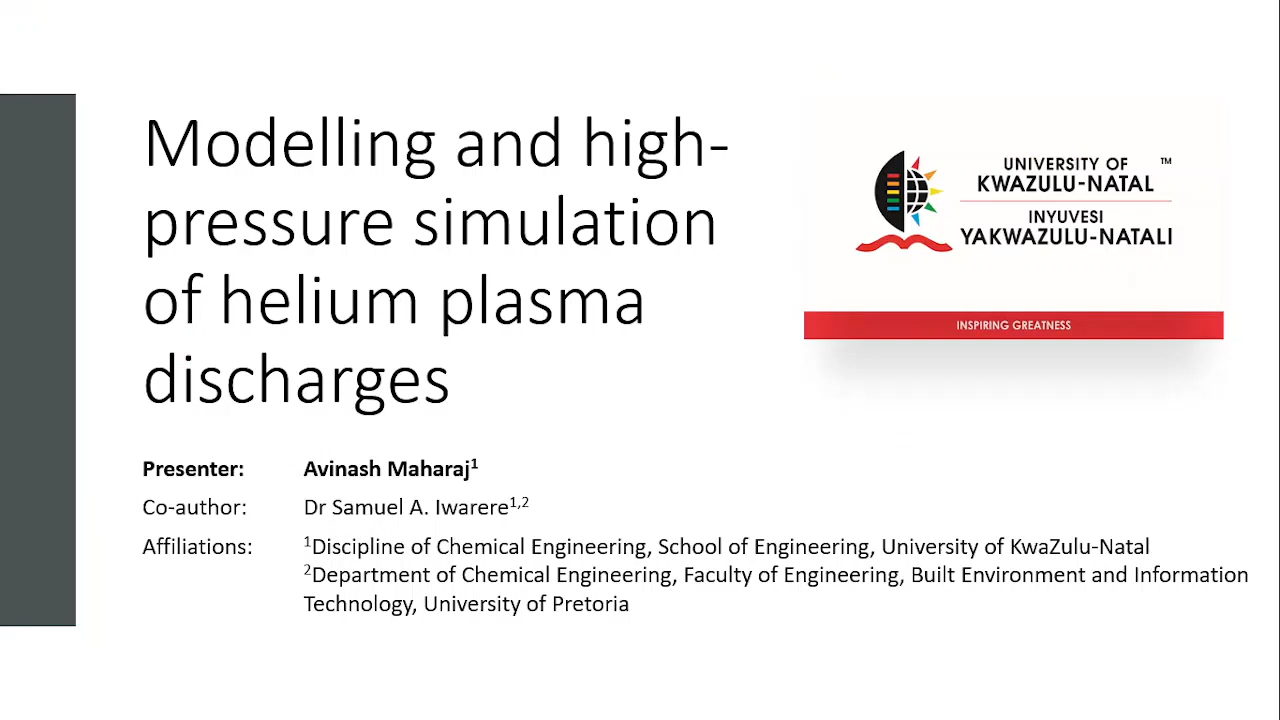 Modelling and high-
pressure simulation
of helium plasma
discharges
UNIVERSITY OF ™
KWAZULU-NATAL
INYUVESI
YAKWAZULU-NATALI
INSPIRING GREATNESS
Presenter: Avinash Maharaj¹
Co-author: Dr Samuel A. Iwarere¹,²
Affiliations: ¹Discipline of Chemical Engineering, School of Engineering, University of KwaZulu-Natal
²Department of Chemical Engineering, Faculty of Engineering, Built Environment and Information
Technology, University of Pretoria